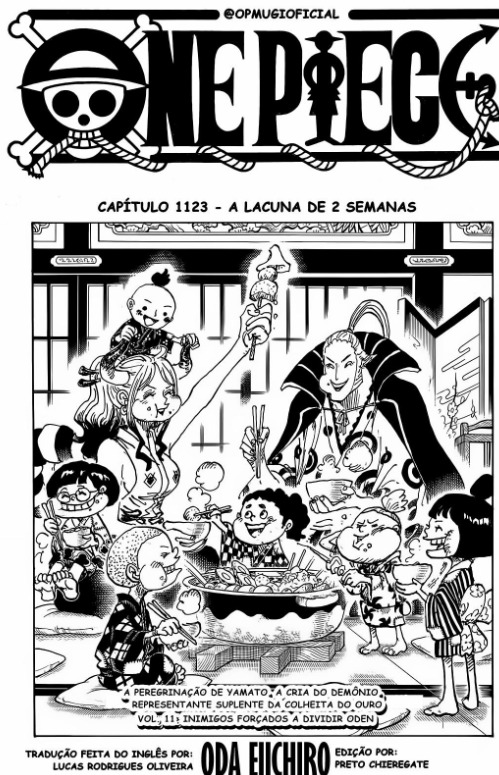 @OPMUGIOFICIAL
ONE PIECE
CAPÍTULO 1123 - A LACUNA DE 2 SEMANAS
A PEREGRINAÇÃO DE YAMATO, A CRIA DO DEMÔNIO
REPRESENTANTE SUPLENTE DA COLHEITA DO OURO
VOL. 11: INIMIGOS FORÇADOS A DIVIDIR ODEN
TRADUÇÃO FEITA DO INGLÊS POR:
LUCAS RODRIGUES OLIVEIRA
ODA EIICHIRO
EDIÇÃO POR:
PRETO CHIEREGATE